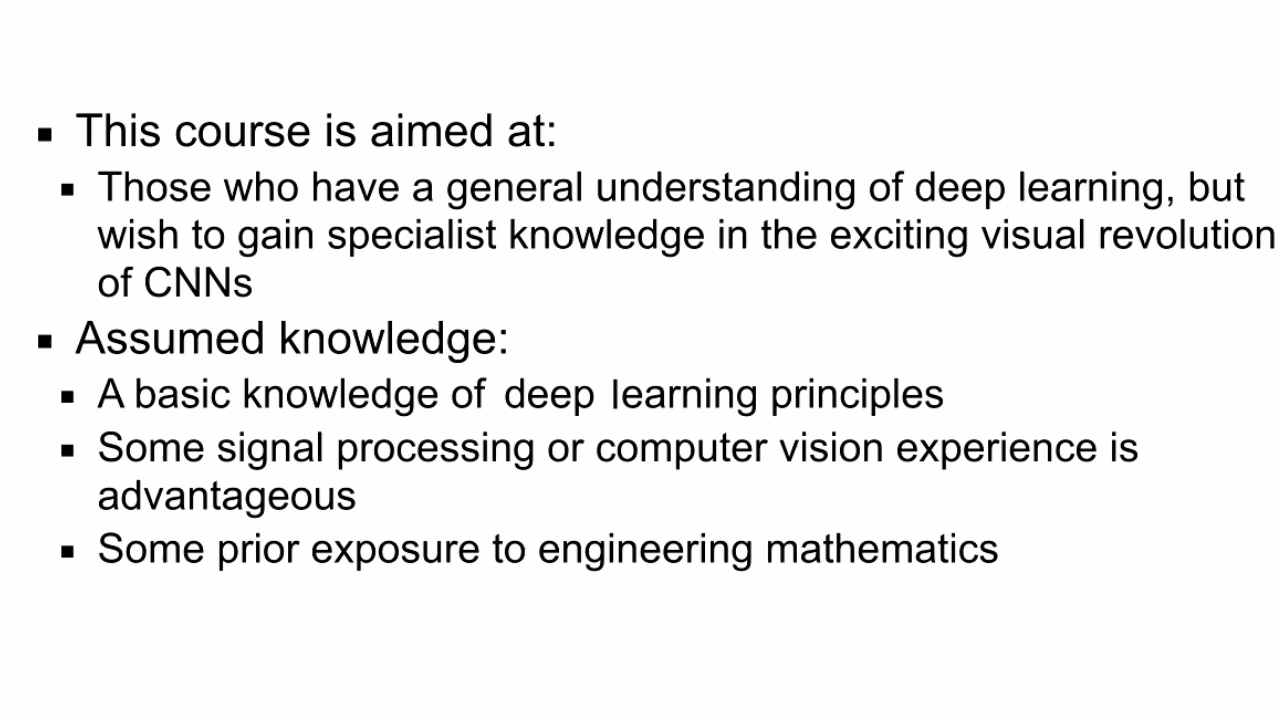 ▪ This course is aimed at:
▪ Those who have a general understanding of deep learning, but
wish to gain specialist knowledge in the exciting visual revolution
of CNNs
▪ Assumed knowledge:
▪ A basic knowledge of deep learning principles
▪ Some signal processing or computer vision experience is
advantageous
▪ Some prior exposure to engineering mathematics